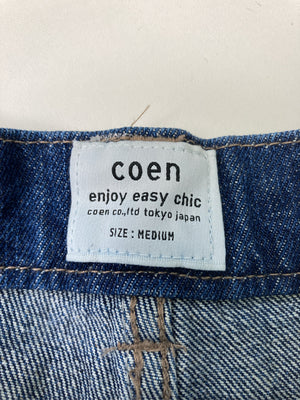 coen
enjoy easy chic
coen co.,ltd tokyo japan
SIZE : MEDIUM